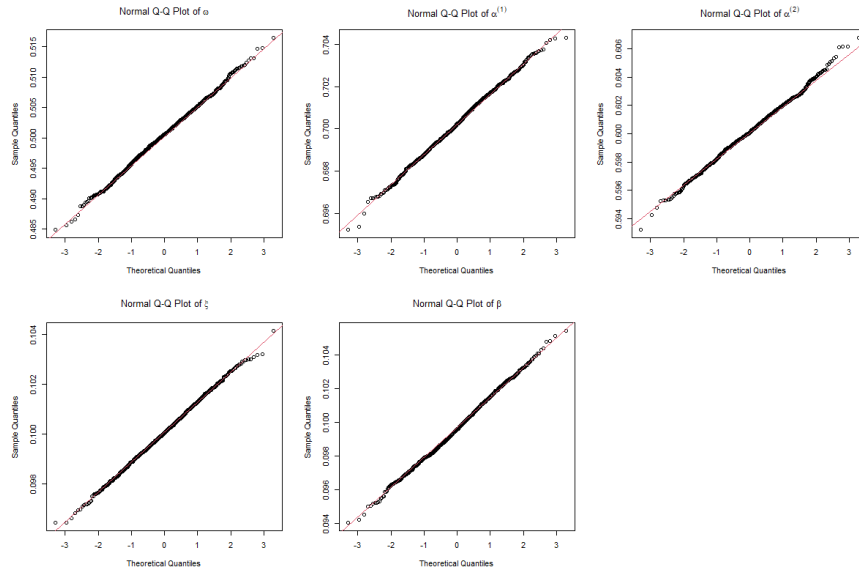 Normal Q-Q Plot of ω
0.515
0.510
0.505
0.500
0.495
0.490
0.485
Sample Quantiles
-3 -2 -1 0 1 2 3
Theoretical Quantiles
Normal Q-Q Plot of α⁽¹⁾
0.704
0.702
0.700
0.698
0.696
Sample Quantiles
-3 -2 -1 0 1 2 3
Theoretical Quantiles
Normal Q-Q Plot of α⁽²⁾
0.606
0.604
0.602
0.600
0.598
0.596
0.594
Sample Quantiles
-3 -2 -1 0 1 2 3
Theoretical Quantiles
Normal Q-Q Plot of ξ
0.104
0.102
0.100
0.098
Sample Quantiles
-3 -2 -1 0 1 2 3
Theoretical Quantiles
Normal Q-Q Plot of β
0.104
0.102
0.100
0.098
0.096
0.094
Sample Quantiles
-3 -2 -1 0 1 2 3
Theoretical Quantiles